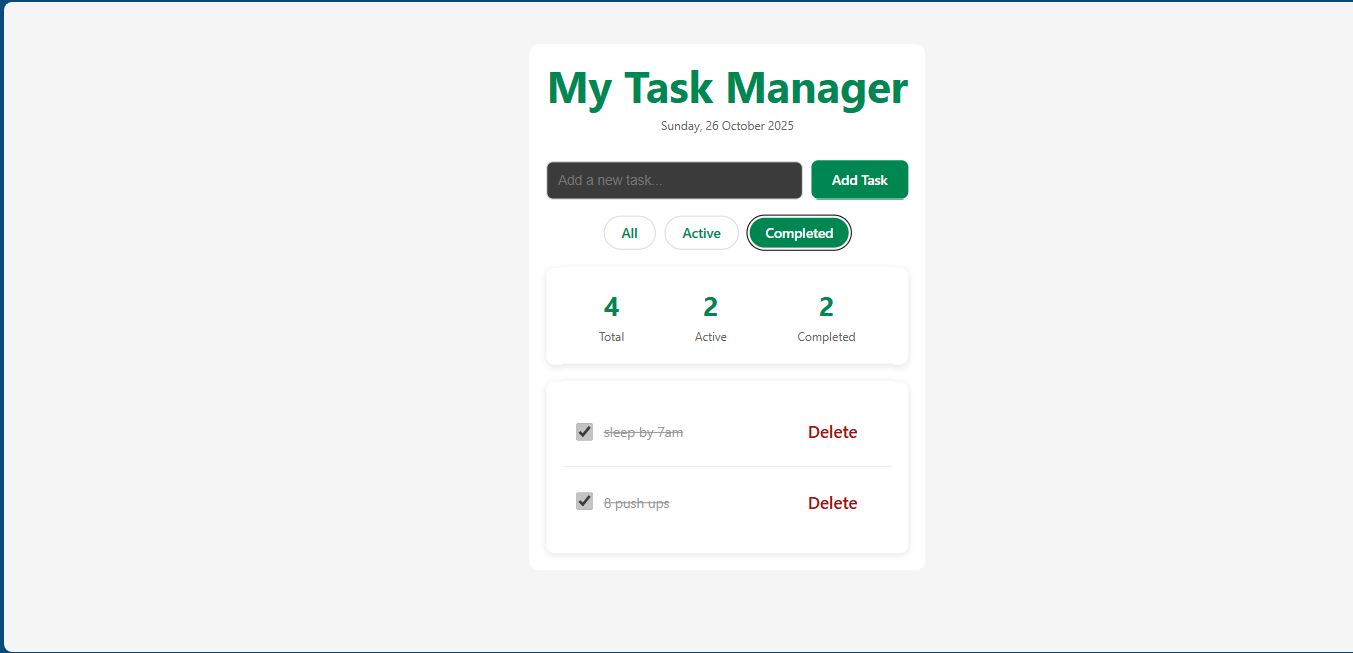 My Task Manager
Sunday, 26 October 2025
Add a new task... Add Task
All Active Completed
4 2 2
Total Active Completed
sleep by 7am Delete
8 push ups Delete